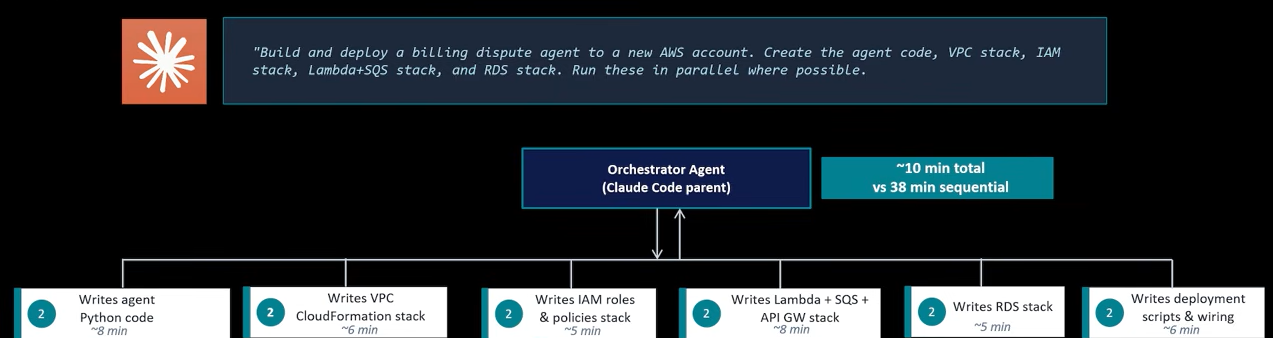 "Build and deploy a billing dispute agent to a new AWS account. Create the agent code, VPC stack, IAM
stack, Lambda+SQS stack, and RDS stack. Run these in parallel where possible.
Orchestrator Agent
(Claude Code parent)
~10 min total
vs 38 min sequential
2
Writes agent
Python code
~8 min
2
Writes VPC
CloudFormation stack
~6 min
2
Writes IAM roles
& policies stack
~5 min
2
Writes Lambda + SQS +
API GW stack
~8 min
2
Writes RDS stack
~5 min
2
Writes deployment
scripts & wiring
~6 min